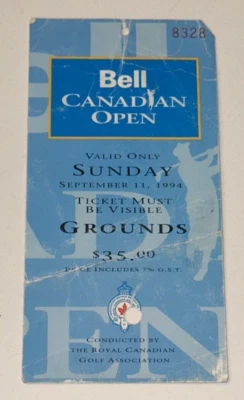 8328
Bell
CANADIAN
OPEN
VALID ONLY
SUNDAY
SEPTEMBER 11, 1994
TICKET MUST
BE VISIBLE
GROUNDS
$35.00
PRICE INCLUDES 7% G.S.T.
CONDUCTED BY
THE ROYAL CANADIAN
GOLF ASSOCIATION